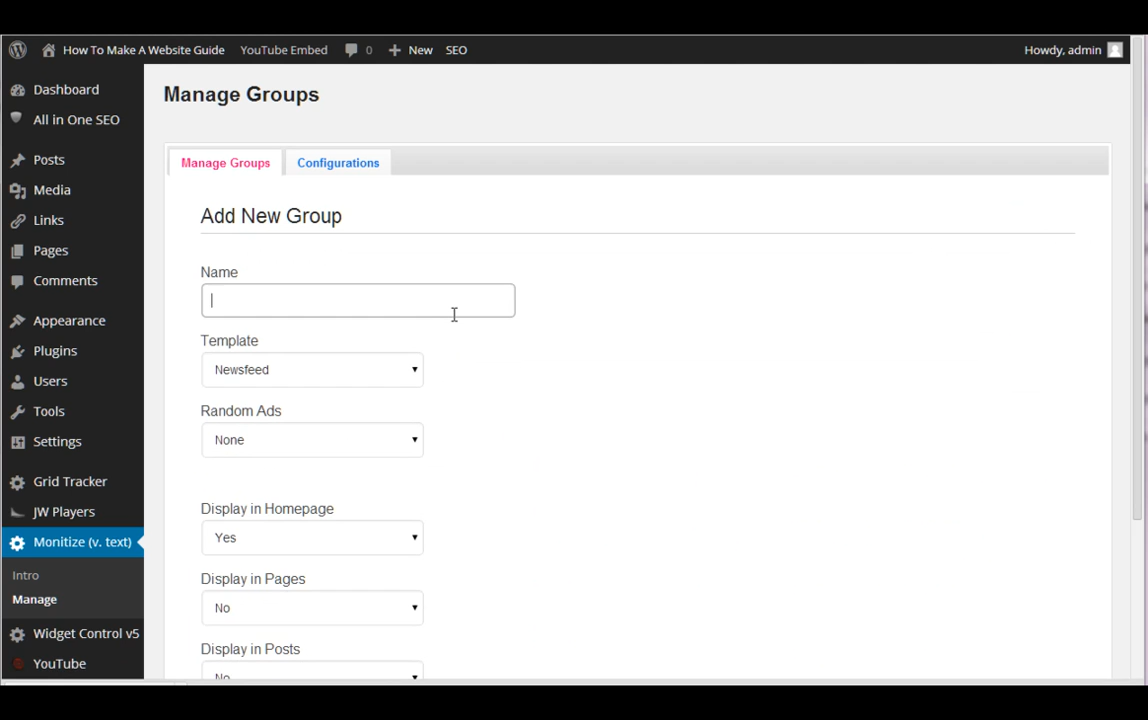 How To Make A Website Guide YouTube Embed 0 New SEO Howdy, admin
Dashboard
All in One SEO
Posts
Media
Links
Pages
Comments
Appearance
Plugins
Users
Tools
Settings
Grid Tracker
JW Players
Monitize (v. text)
Intro
Manage
Widget Control v5
YouTube
Manage Groups
Manage Groups Configurations
Add New Group
Name
Template
Newsfeed
Random Ads
None
Display in Homepage
Yes
Display in Pages
No
Display in Posts
No